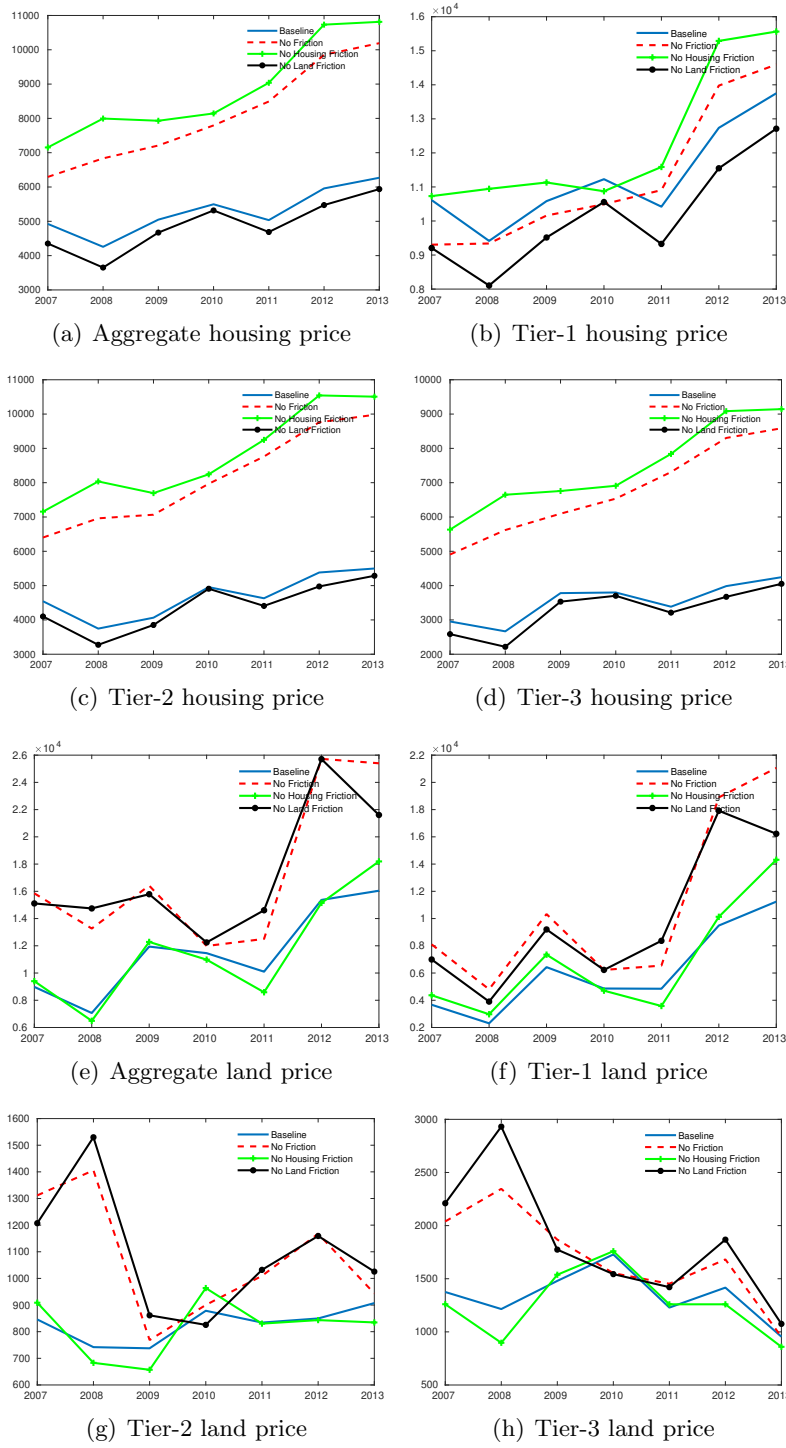 11000
10000
9000
8000
7000
6000
5000
4000
3000
2007 2008 2009 2010 2011 2012 2013
Baseline
No Friction
No Housing Friction
No Land Friction
(a) Aggregate housing price
×10⁴
1.6
1.4
1.2
1.1
1
0.9
0.8
2007 2008 2009 2010 2011 2012 2013
Baseline
No Friction
No Housing Friction
No Land Friction
(b) Tier-1 housing price
11000
10000
9000
8000
7000
6000
5000
4000
3000
2007 2008 2009 2010 2011 2012 2013
Baseline
No Friction
No Housing Friction
No Land Friction
(c) Tier-2 housing price
10000
9000
8000
7000
6000
5000
4000
3000
2000
2007 2008 2009 2010 2011 2012 2013
Baseline
No Friction
No Housing Friction
No Land Friction
(d) Tier-3 housing price
×10⁴
2.6
2.4
2.2
2
1.8
1.6
1.4
1.2
1
0.8
0.6
2007 2008 2009 2010 2011 2012 2013
Baseline
No Friction
No Housing Friction
No Land Friction
(e) Aggregate land price
×10⁴
2.2
2
1.8
1.6
1.4
1.2
1
0.8
0.6
0.4
0.2
2007 2008 2009 2010 2011 2012 2013
Baseline
No Friction
No Housing Friction
No Land Friction
(f) Tier-1 land price
1600
1500
1400
1300
1200
1100
1000
900
800
700
600
2007 2008 2009 2010 2011 2012 2013
Baseline
No Friction
No Housing Friction
No Land Friction
(g) Tier-2 land price
3000
2500
2000
1500
1000
500
2007 2008 2009 2010 2011 2012 2013
Baseline
No Friction
No Housing Friction
No Land Friction
(h) Tier-3 land price